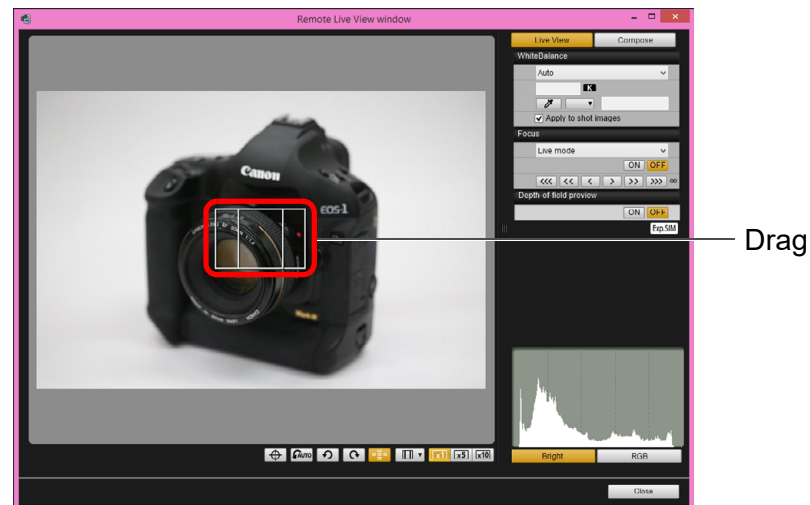 Remote Live View window
Live View
Compose
WhiteBalance
Auto
K
Apply to shot images
Focus
Live mode
ON OFF
<<< << < > >> >>> ∞
Depth of field preview
ON OFF
Exp.SIM
Drag
Canon
EOS-1
AUTO
x1 x5 x10
Bright
RGB
Close